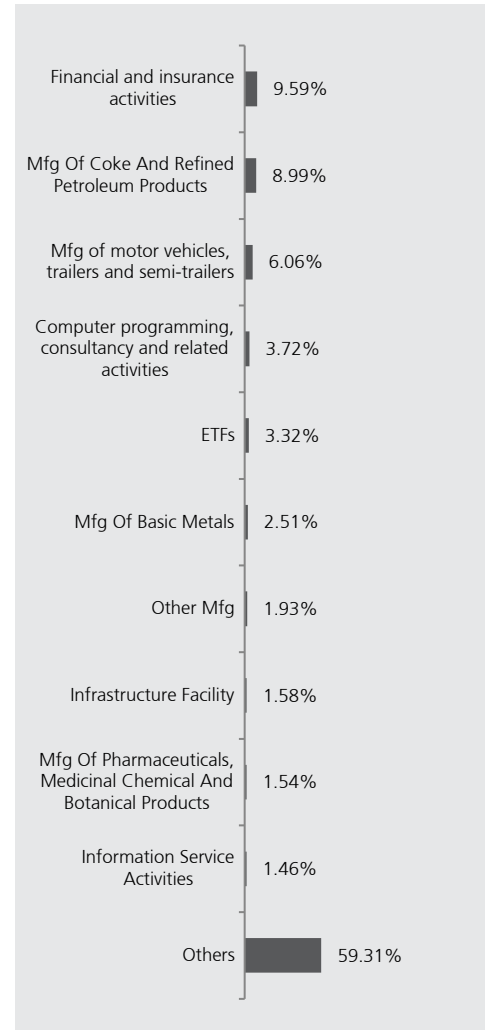 Financial and insurance
activities
9.59%
Mfg Of Coke And Refined
Petroleum Products
8.99%
Mfg of motor vehicles,
trailers and semi-trailers
6.06%
Computer programming,
consultancy and related
activities
3.72%
ETFs
3.32%
Mfg Of Basic Metals
2.51%
Other Mfg
1.93%
Infrastructure Facility
1.58%
Mfg Of Pharmaceuticals,
Medicinal Chemical And
Botanical Products
1.54%
Information Service
Activities
1.46%
Others
59.31%